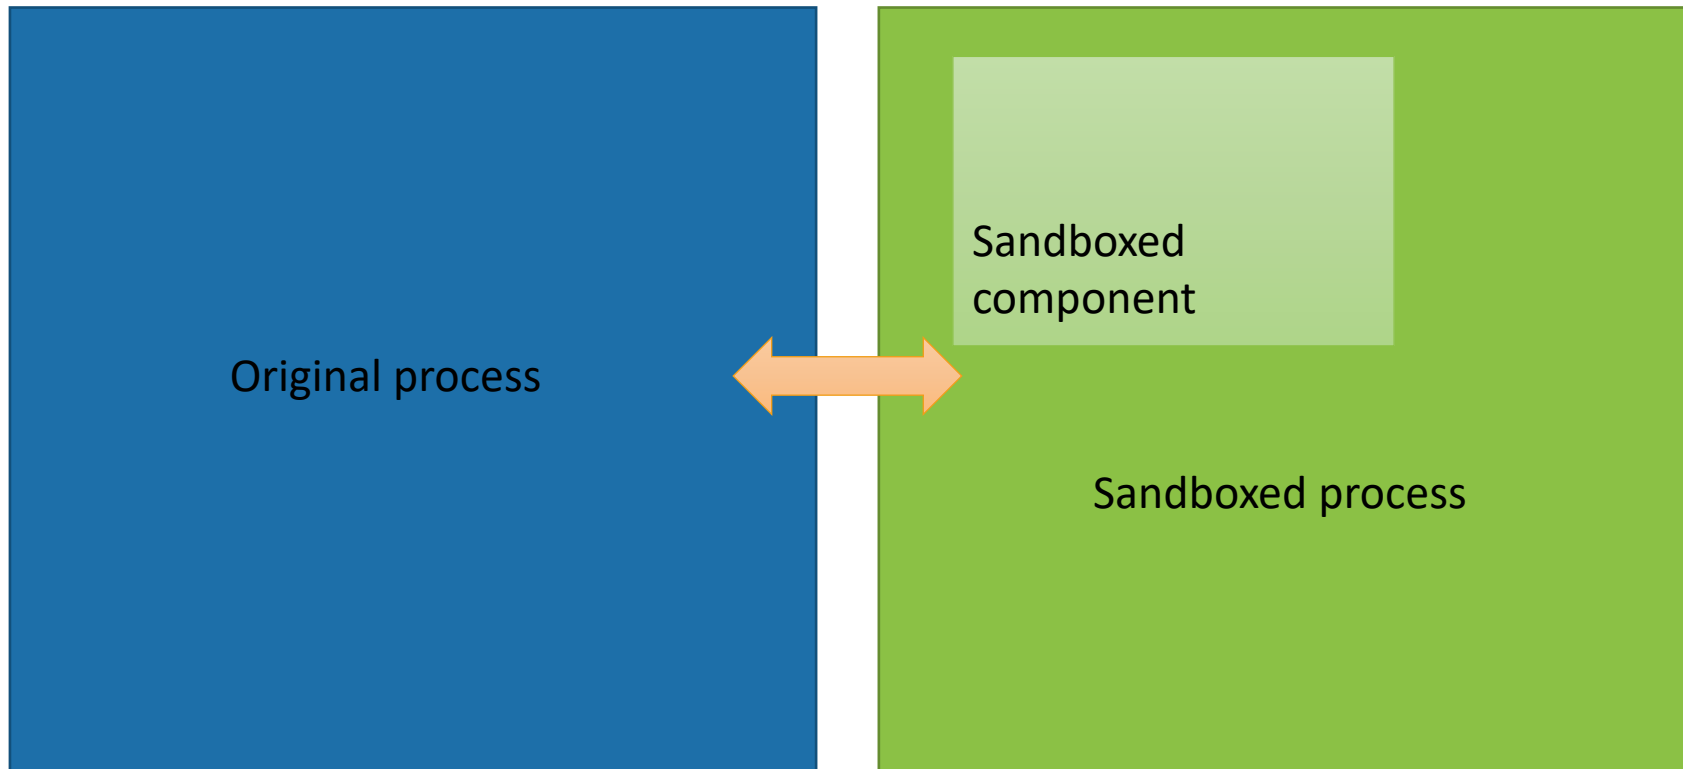 Original process
Sandboxed
component
Sandboxed process